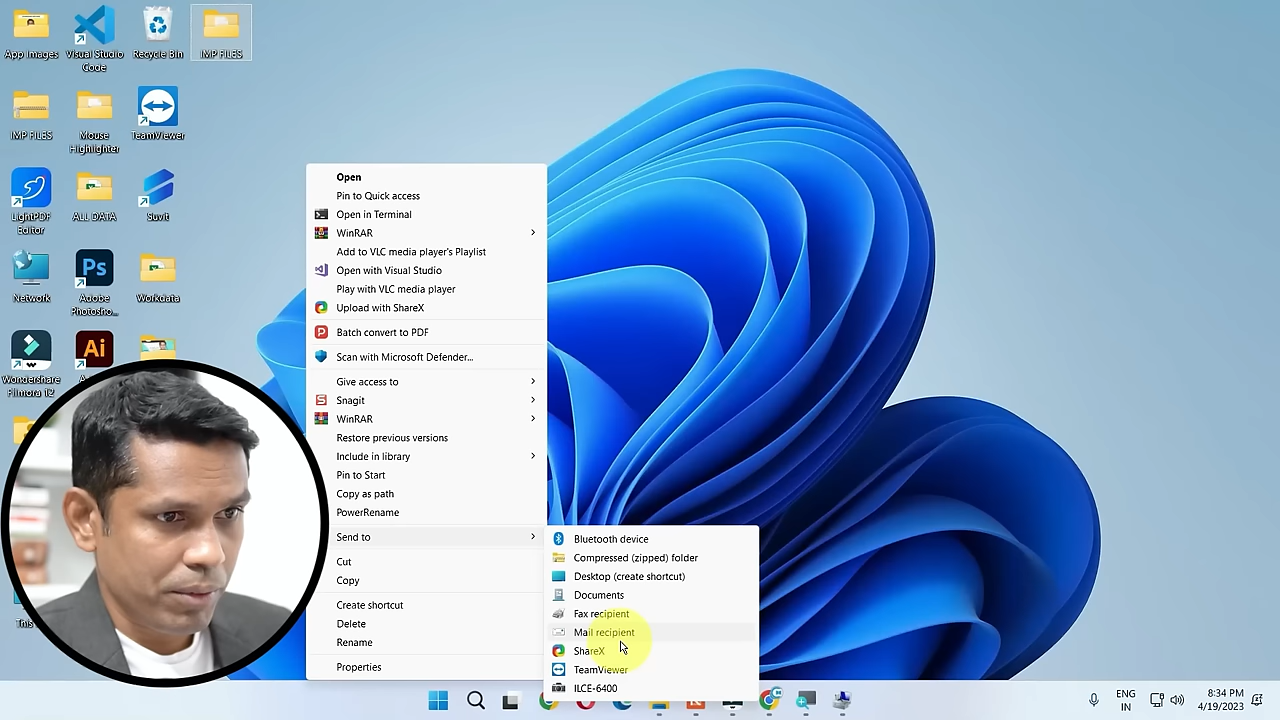 App Images
Visual Studio
Code
Recycle Bin
IMP FILES
IMP FILES
Mouse
Highlighter
TeamViewer
LightPDF
Editor
ALL DATA
Suvit
Network
Ps
Adobe
Photosho...
Workdata
Wondershare
Filmora 12
Ai
This
Open
Pin to Quick access
Open in Terminal
WinRAR
Add to VLC media player's Playlist
Open with Visual Studio
Play with VLC media player
Upload with ShareX
Batch convert to PDF
Scan with Microsoft Defender...
Give access to
Snagit
WinRAR
Restore previous versions
Include in library
Pin to Start
Copy as path
PowerRename
Send to
Cut
Copy
Create shortcut
Delete
Rename
Properties
Bluetooth device
Compressed (zipped) folder
Desktop (create shortcut)
Documents
Fax recipient
Mail recipient
ShareX
TeamViewer
ILCE-6400
ENG
IN
8:34 PM
4/19/2023